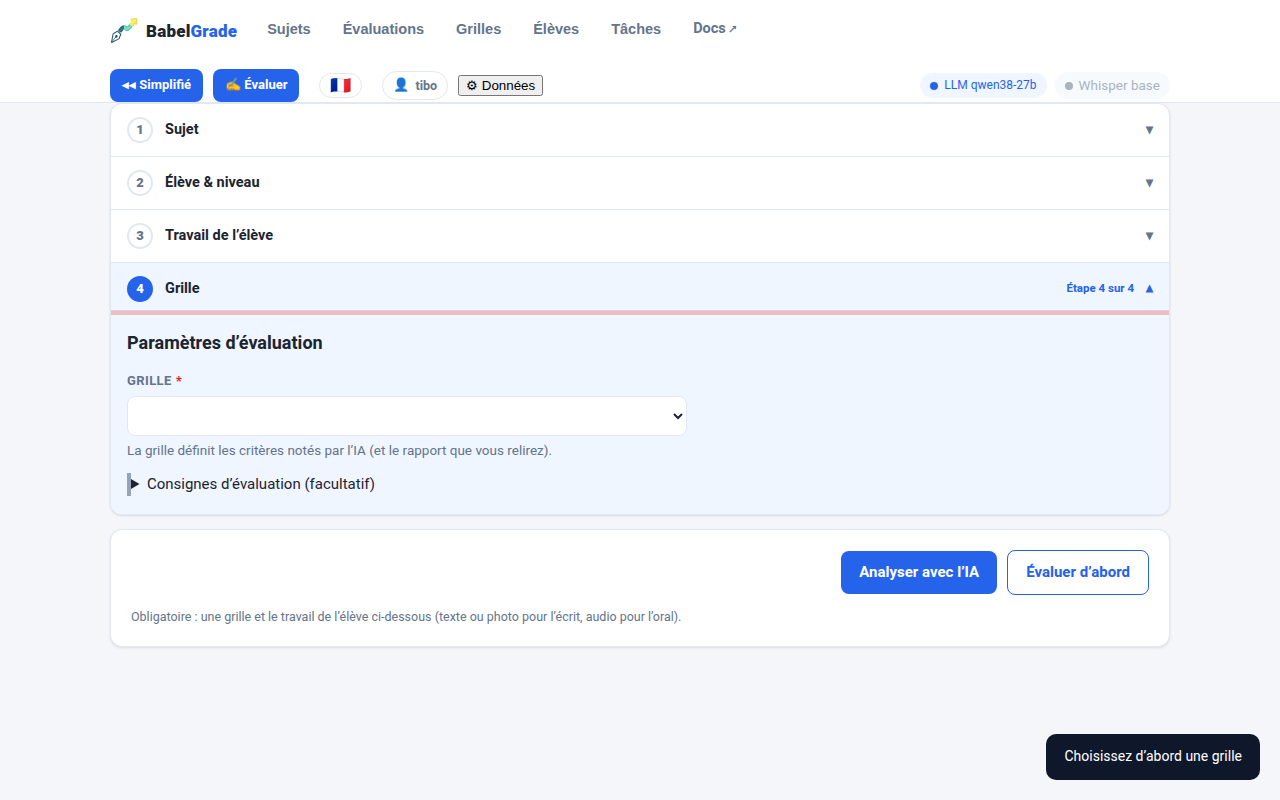 BabelGrade
Sujets
Évaluations
Grilles
Élèves
Tâches
Docs ↗
◀◀ Simplifié
✍ Évaluer
👤 tibo
⚙ Données
LLM qwen38-27b
Whisper base
1 Sujet ▼
2 Élève & niveau ▼
3 Travail de l’élève ▼
4 Grille Étape 4 sur 4 ▲
Paramètres d’évaluation
GRILLE *
La grille définit les critères notés par l’IA (et le rapport que vous relirez).
▶ Consignes d’évaluation (facultatif)
Analyser avec l’IA
Évaluer d’abord
Obligatoire : une grille et le travail de l’élève ci-dessous (texte ou photo pour l’écrit, audio pour l’oral).
Choisissez d’abord une grille